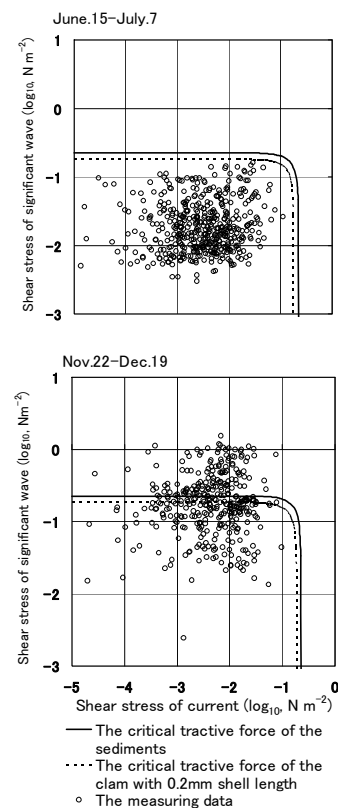 June.15-July.7
Shear stress of significant wave (log10, N m-2)
1
0
-1
-2
-3
Nov.22-Dec.19
Shear stress of significant wave (log10, Nm-2)
1
0
-1
-2
-3
-5 -4 -3 -2 -1 0
Shear stress of current (log10, N m-2)
The critical tractive force of the
sediments
The critical tractive force of the
clam with 0.2mm shell length
The measuring data